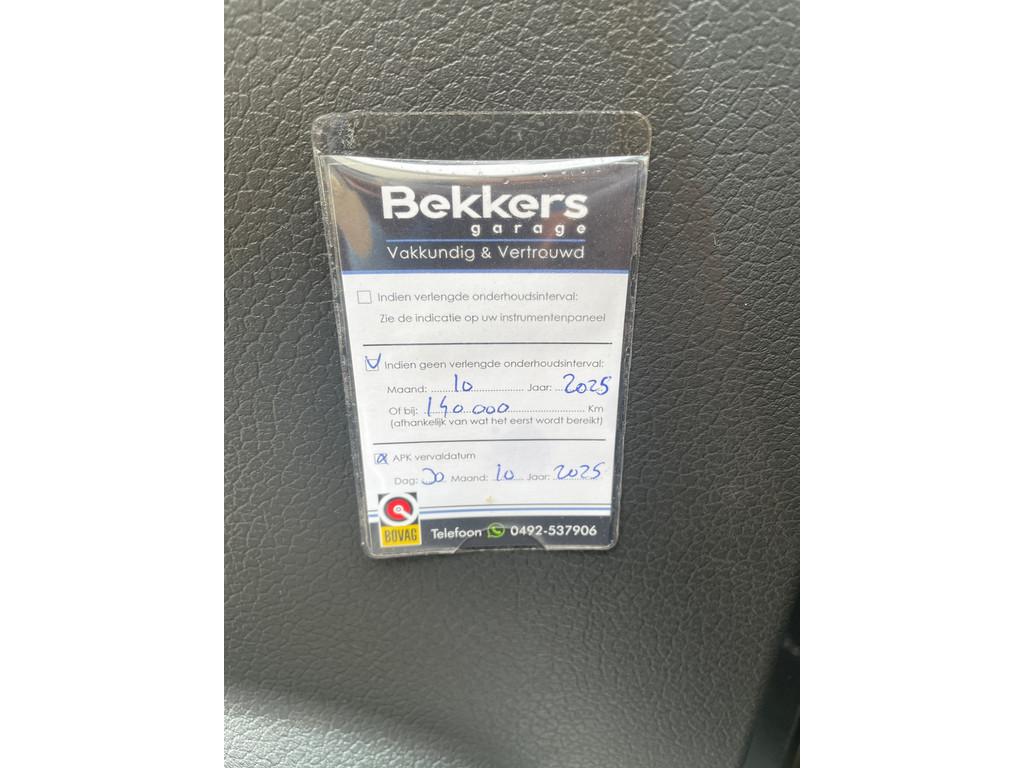 Bekkers
garage
Vakkundig & Vertrouwd
Indien verlengde onderhoudsinterval:
Zie de indicatie op uw instrumentenpaneel
Indien geen verlengde onderhoudsinterval:
Maand: 10 Jaar: 2025
Of bij: 140.000 Km
(afhankelijk van wat het eerst wordt bereikt)
APK vervaldatum
Dag: 30 Maand: 10 Jaar: 2025
BOVAG Telefoon 0492-537906